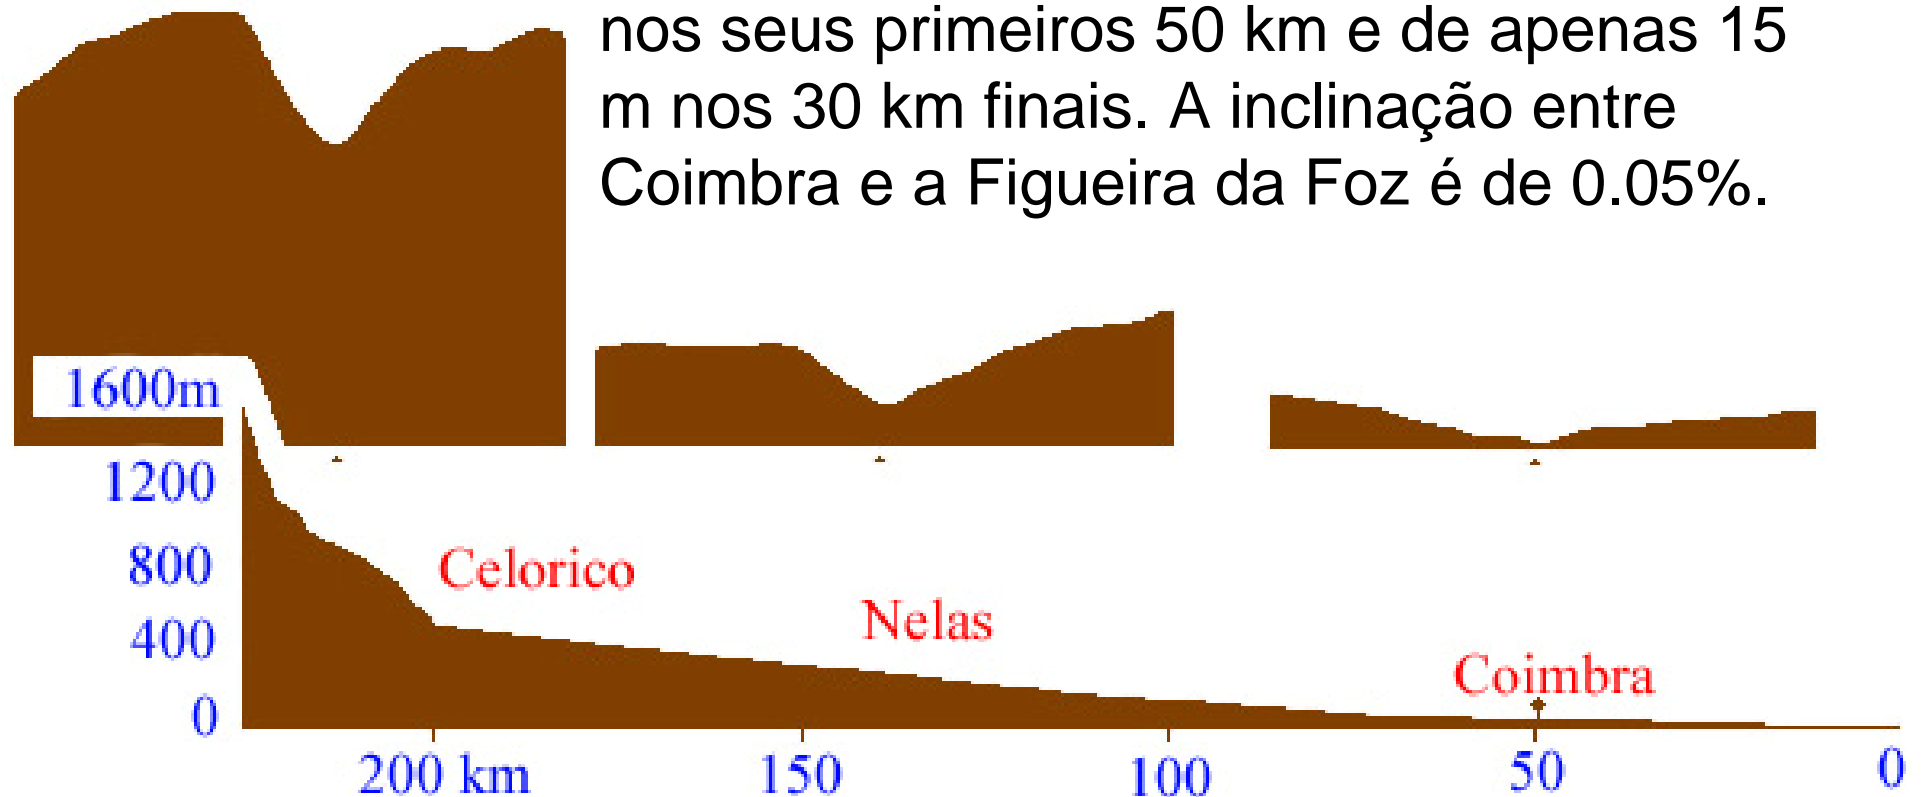 nos seus primeiros 50 km e de apenas 15
m nos 30 km finais. A inclinação entre
Coimbra e a Figueira da Foz é de 0.05%.
1600m
1200
800
400
0
Celorico
Nelas
Coimbra
200 km
150
100
50
0